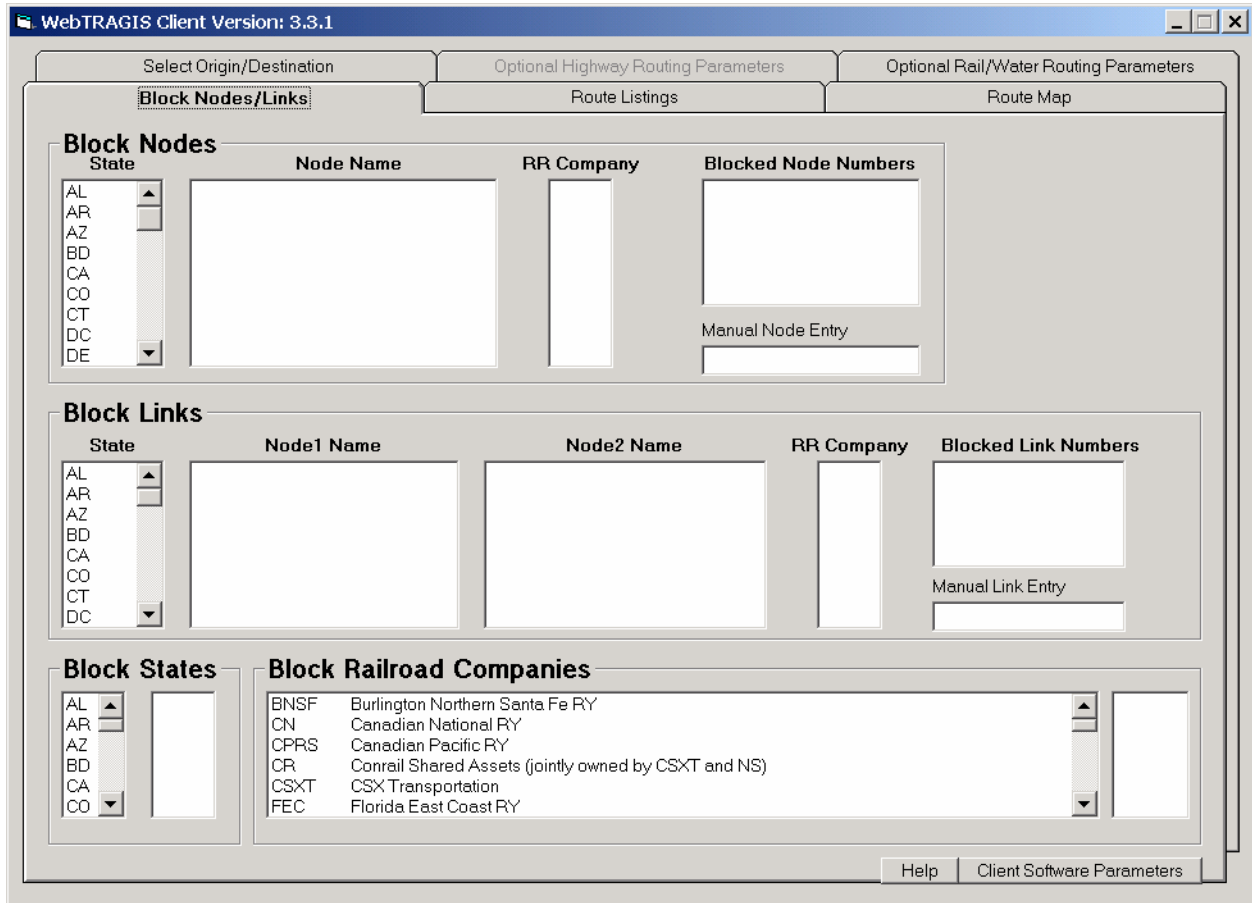 WebTRAGIS Client Version: 3.3.1
Select Origin/Destination
Optional Highway Routing Parameters
Optional Rail/Water Routing Parameters
Block Nodes/Links
Route Listings
Route Map
Block Nodes
State
Node Name
RR Company
Blocked Node Numbers
AL
AR
AZ
BD
CA
CO
CT
DC
DE
Manual Node Entry
Block Links
State
Node1 Name
Node2 Name
RR Company
Blocked Link Numbers
AL
AR
AZ
BD
CA
CO
CT
DC
Manual Link Entry
Block States
AL
AR
AZ
BD
CA
CO
Block Railroad Companies
BNSF Burlington Northern Santa Fe RY
CN Canadian National RY
CPRS Canadian Pacific RY
CR Conrail Shared Assets (jointly owned by CSXT and NS)
CSXT CSX Transportation
FEC Florida East Coast RY
Help
Client Software Parameters